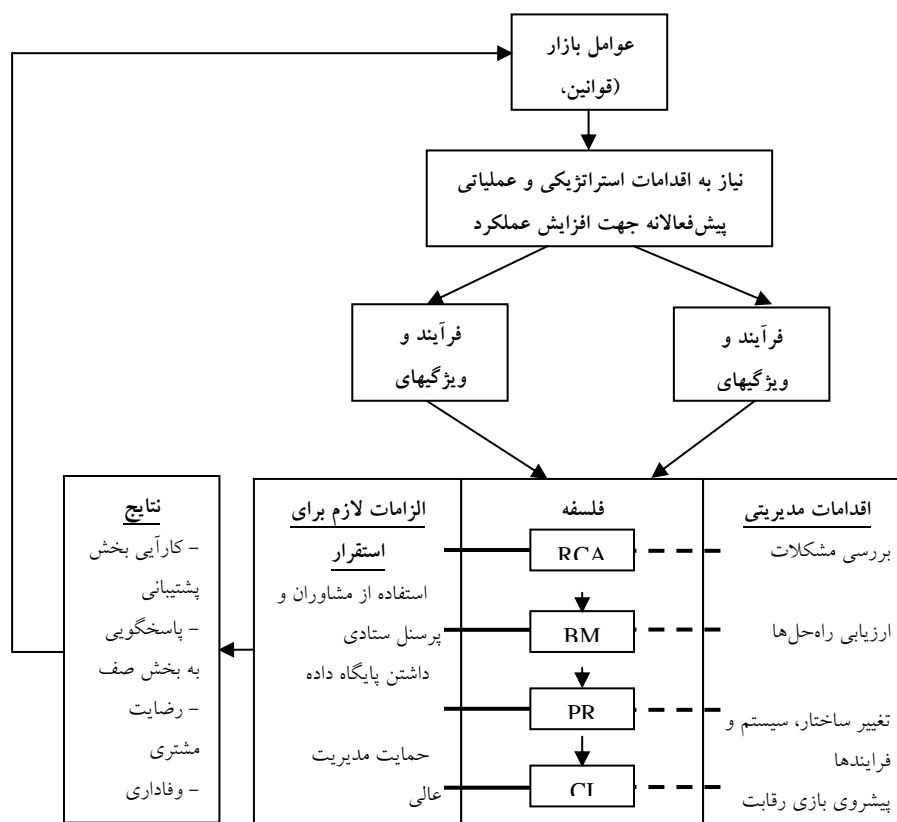 عوامل بازار
(قوانین،
نیاز به اقدامات استراتژیکی و عملیاتی
پیش‌فعالانه جهت افزایش عملکرد
فرآیند و
ویژگیهای
فرآیند و
ویژگیهای
اقدامات مدیریتی
بررسی مشکلات
ارزیابی راه‌حل‌ها
تغییر ساختار، سیستم و
فرایندها
پیشروی بازی رقابت
فلسفه
RCA
BM
PR
CI
الزامات لازم برای
استقرار
استفاده از مشاوران و
پرسنل ستادی
داشتن پایگاه داده
حمایت مدیریت
عالی
نتایج
- کارآیی بخش
پشتیبانی
- پاسخگویی
به بخش صف
- رضایت
مشتری
- وفاداری